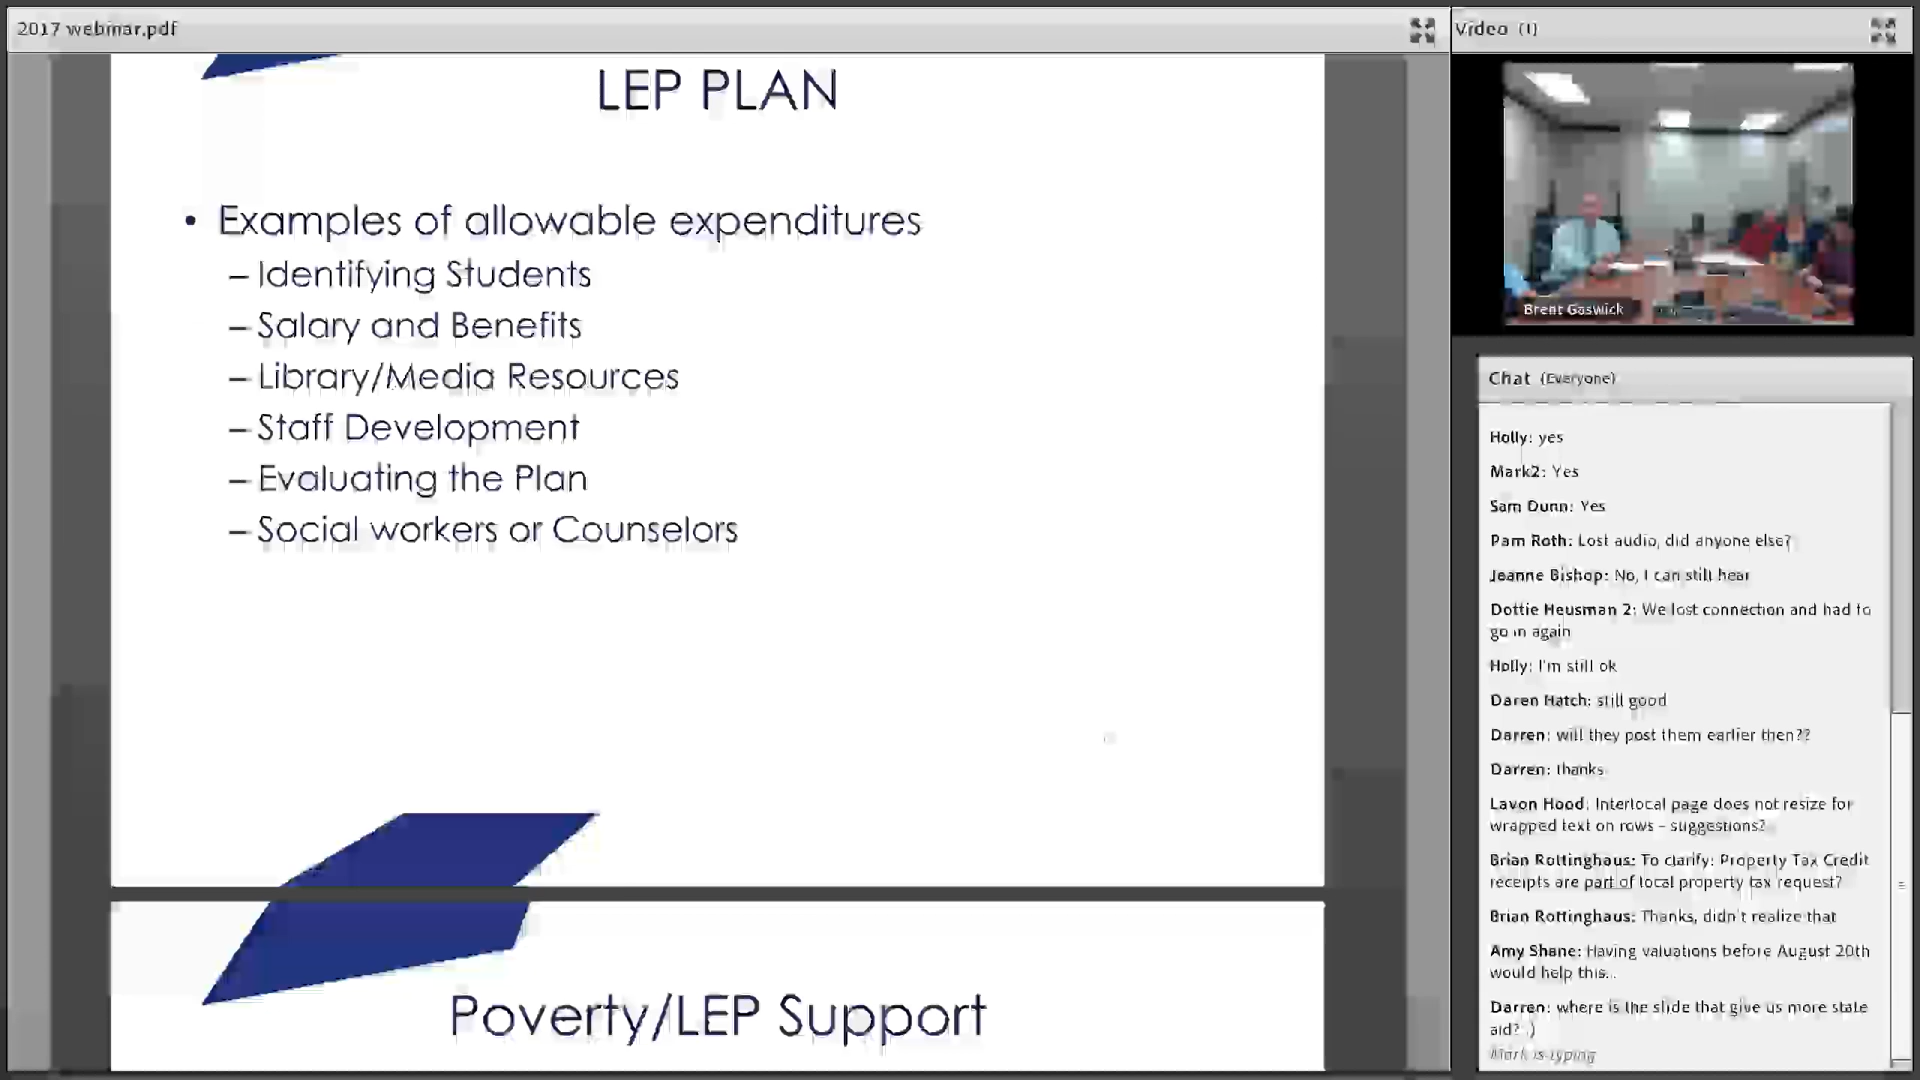 2017 webinar.pdf
LEP PLAN
• Examples of allowable expenditures
– Identifying Students
– Salary and Benefits
– Library/Media Resources
– Staff Development
– Evaluating the Plan
– Social workers or Counselors
Poverty/LEP Support
Video (1)
Brent Gaswick
Chat (Everyone)
Holly: yes
Mark2: Yes
Sam Dunn: Yes
Pam Roth: Lost audio, did anyone else?
Jeanne Bishop: No, I can still hear
Dottie Heusman 2: We lost connection and had to
go in again
Holly: I'm still ok
Daren Hatch: still good
Darren: will they post them earlier then??
Darren: thanks
Lavon Hood: Interlocal page does not resize for
wrapped text on rows - suggestions?
Brian Rottinghaus: To clarify: Property Tax Credit
receipts are part of local property tax request?
Brian Rottinghaus: Thanks, didn't realize that
Amy Shane: Having valuations before August 20th
would help this...
Darren: where is the slide that give us more state
aid? :)
Mark is typing